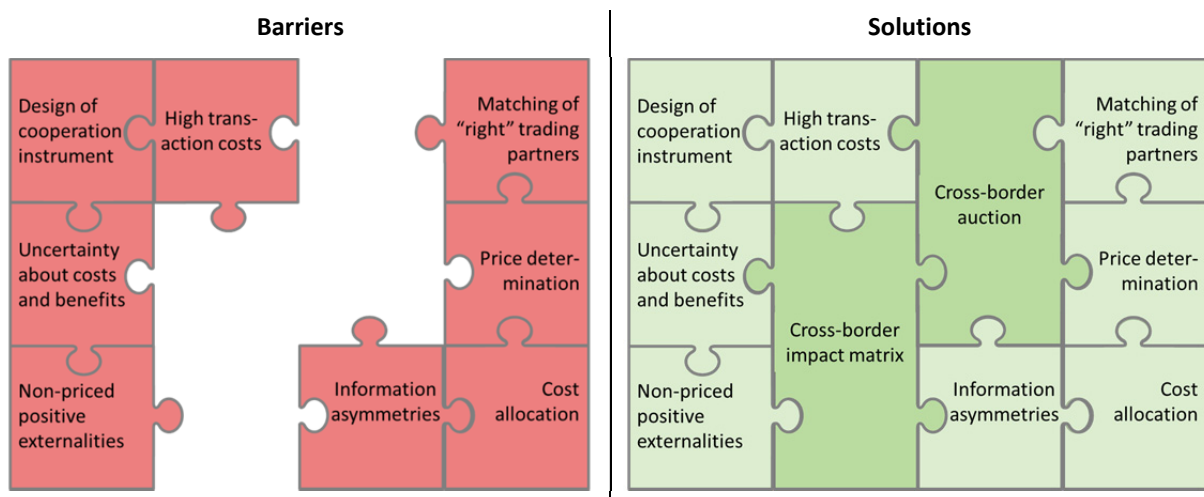 Barriers
Design of
cooperation
instrument
High trans-
action costs
Matching of
“right” trading
partners
Uncertainty
about costs
and benefits
Price deter-
mination
Non-priced
positive
externalities
Information
asymmetries
Cost
allocation
Solutions
Design of
cooperation
instrument
High trans-
action costs
Cross-border
auction
Matching of
“right” trading
partners
Uncertainty
about costs
and benefits
Cross-border
impact matrix
Price deter-
mination
Non-priced
positive
externalities
Information
asymmetries
Cost
allocation